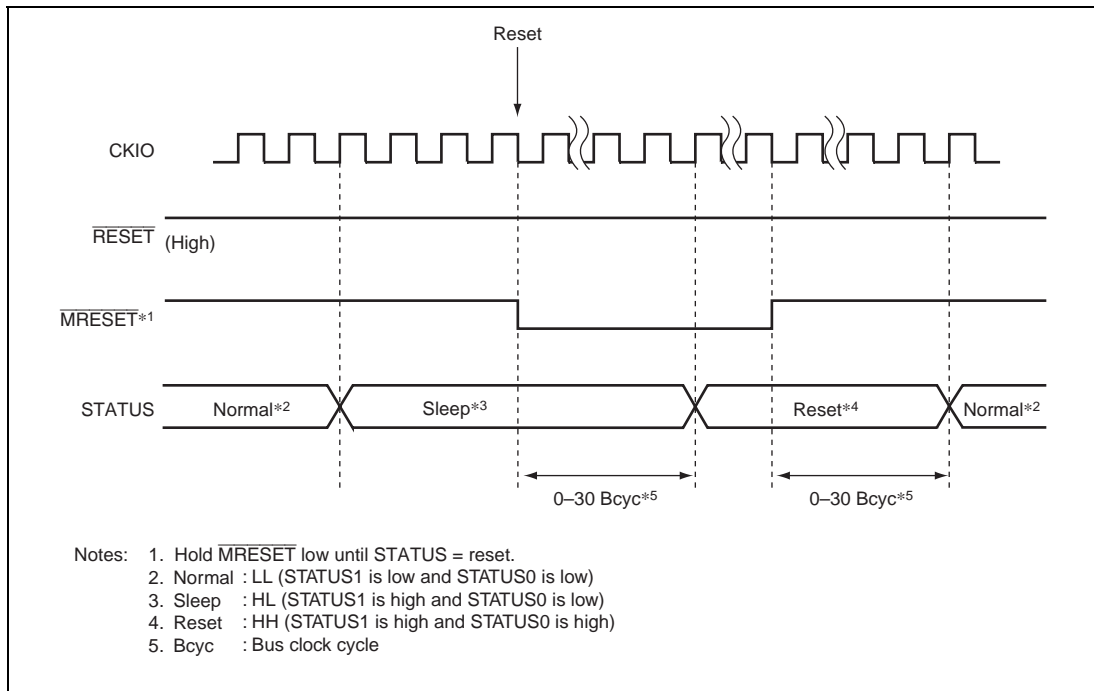 Reset
CKIO
RESET (High)
MRESET*1
STATUS Normal*2 Sleep*3 Reset*4 Normal*2
0–30 Bcyc*5 0–30 Bcyc*5
Notes: 1. Hold MRESET low until STATUS = reset.
2. Normal : LL (STATUS1 is low and STATUS0 is low)
3. Sleep : HL (STATUS1 is high and STATUS0 is low)
4. Reset : HH (STATUS1 is high and STATUS0 is high)
5. Bcyc : Bus clock cycle